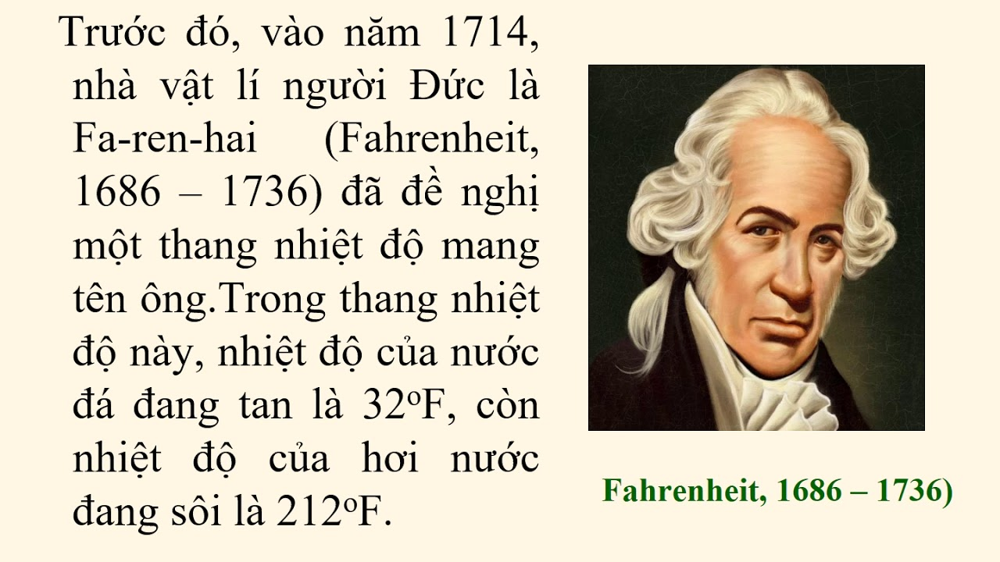 Trước đó, vào năm 1714,
nhà vật lí người Đức là
Fa-ren-hai (Fahrenheit,
1686 – 1736) đã đề nghị
một thang nhiệt độ mang
tên ông.Trong thang nhiệt
độ này, nhiệt độ của nước
đá đang tan là 32ºF, còn
nhiệt độ của hơi nước
đang sôi là 212ºF.
Fahrenheit, 1686 – 1736)